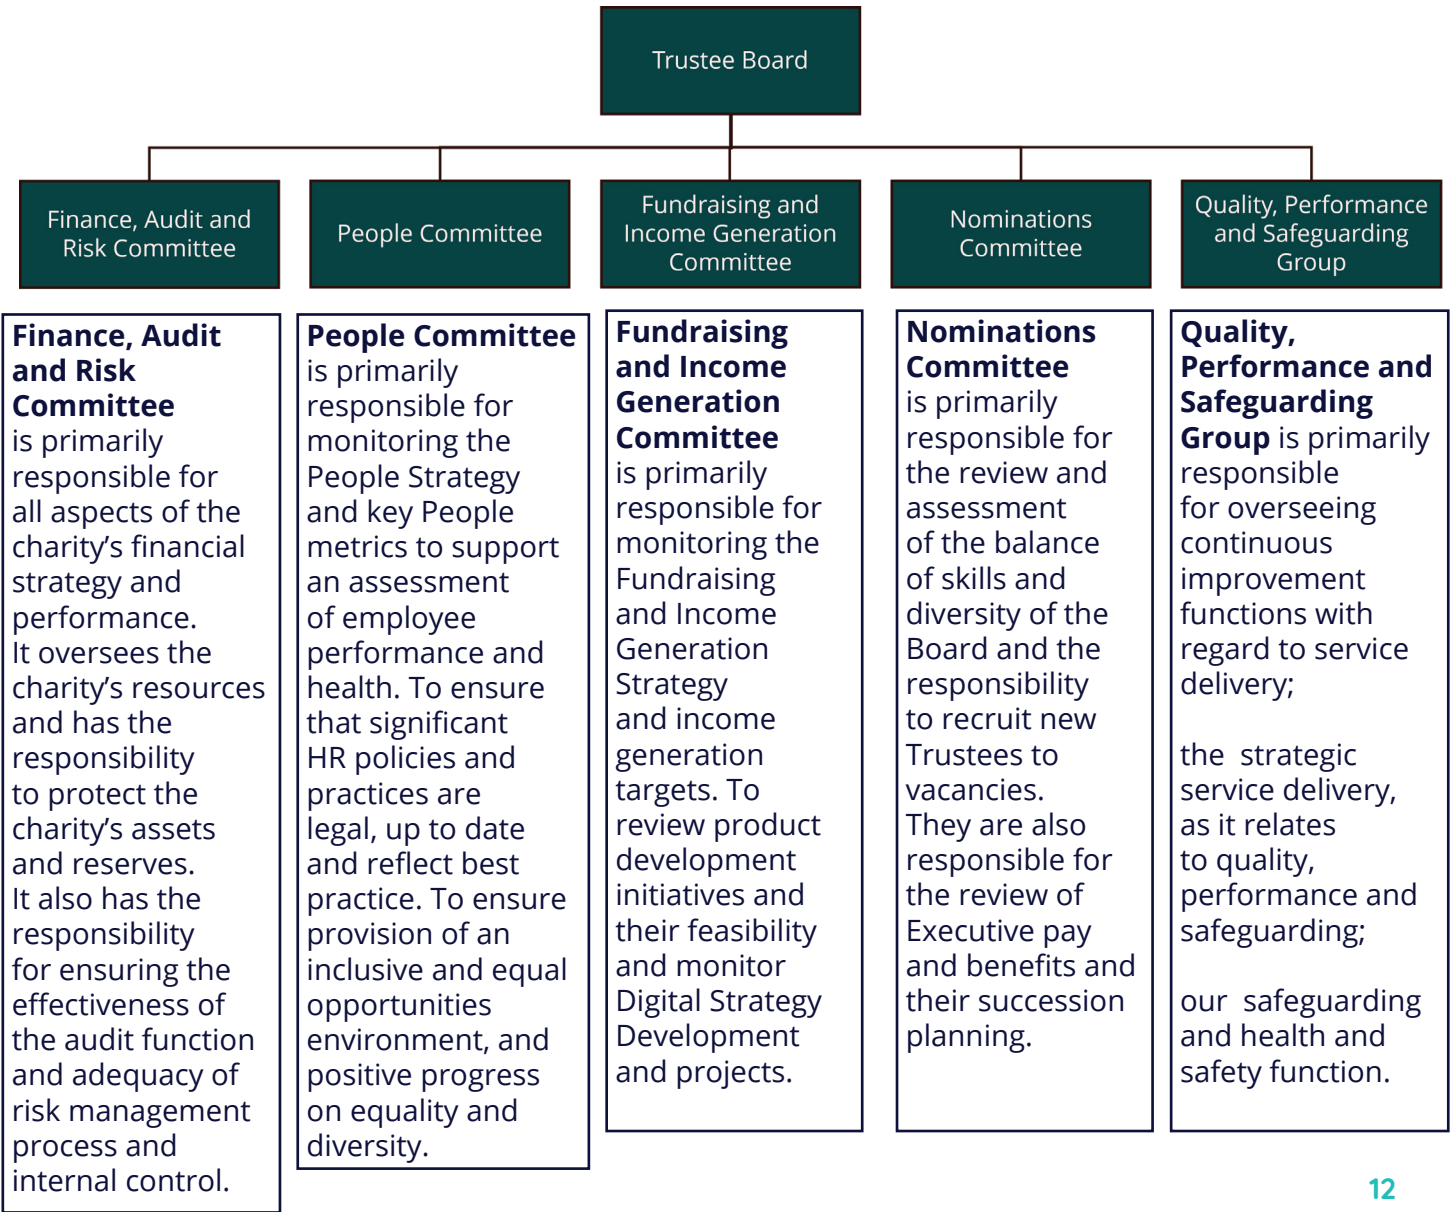 Trustee Board
Finance, Audit and
Risk Committee
People Committee
Fundraising and
Income Generation
Committee
Nominations
Committee
Quality, Performance
and Safeguarding
Group
Finance, Audit
and Risk
Committee
is primarily
responsible for
all aspects of the
charity’s financial
strategy and
performance.
It oversees the
charity’s resources
and has the
responsibility
to protect the
charity’s assets
and reserves.
It also has the
responsibility
for ensuring the
effectiveness of
the audit function
and adequacy of
risk management
process and
internal control.
People Committee
is primarily
responsible for
monitoring the
People Strategy
and key People
metrics to support
an assessment
of employee
performance and
health. To ensure
that significant
HR policies and
practices are
legal, up to date
and reflect best
practice. To ensure
provision of an
inclusive and equal
opportunities
environment, and
positive progress
on equality and
diversity.
Fundraising
and Income
Generation
Committee
is primarily
responsible for
monitoring the
Fundraising
and Income
Generation
Strategy
and income
generation
targets. To
review product
development
initiatives and
their feasibility
and monitor
Digital Strategy
Development
and projects.
Nominations
Committee
is primarily
responsible for
the review and
assessment
of the balance
of skills and
diversity of the
Board and the
responsibility
to recruit new
Trustees to
vacancies.
They are also
responsible for
the review of
Executive pay
and benefits and
their succession
planning.
Quality,
Performance and
Safeguarding
Group is primarily
responsible
for overseeing
continuous
improvement
functions with
regard to service
delivery;
the strategic
service delivery,
as it relates
to quality,
performance and
safeguarding;
our safeguarding
and health and
safety function.
12